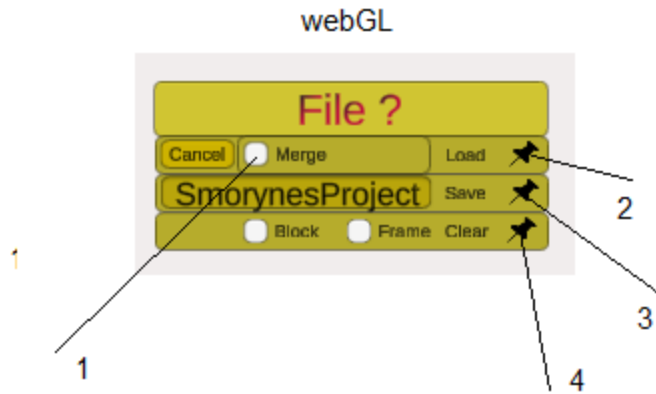 webGL
File ?
Cancel Merge Load
SmorynesProject Save
Block Frame Clear
2
1
3
1
4